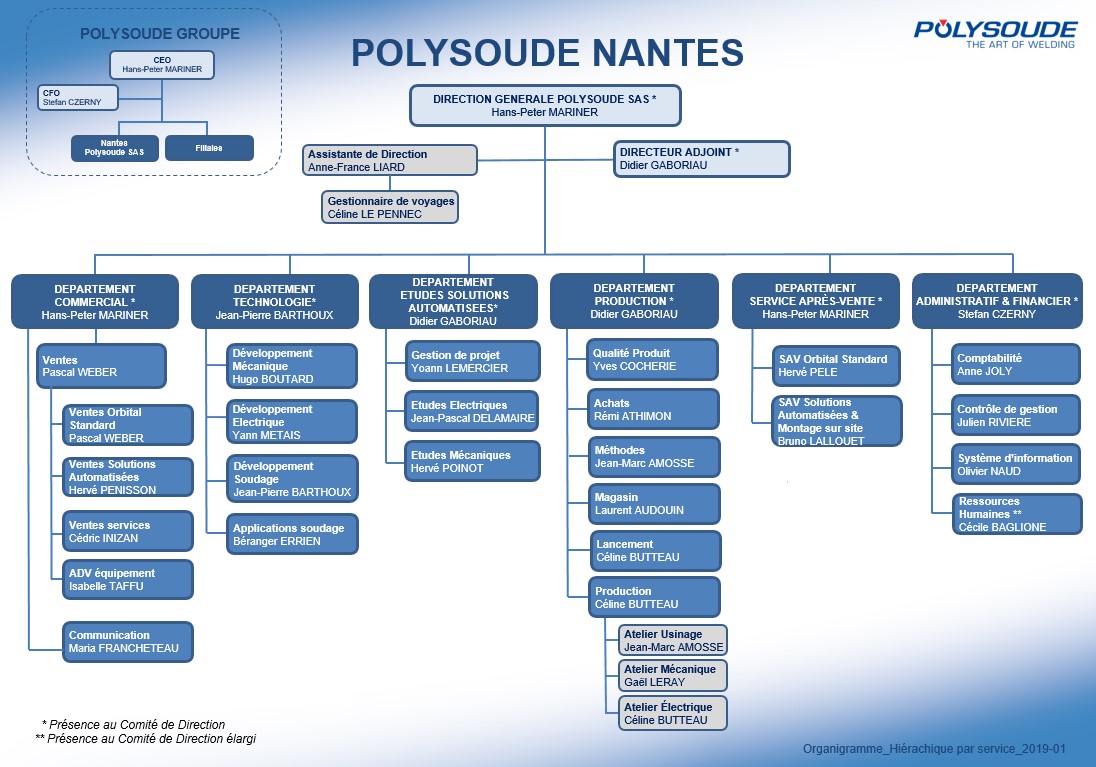 POLYSOUDE GROUPE
CEO
Hans-Peter MARINER
CFO
Stefan CZERNY
Nantes
Polysoude SAS
Filiales
POLYSOUDE NANTES
POLYSOUDE
THE ART OF WELDING
DIRECTION GENERALE POLYSOUDE SAS *
Hans-Peter MARINER
Assistante de Direction
Anne-France LIARD
DIRECTEUR ADJOINT *
Didier GABORIAU
Gestionnaire de voyages
Céline LE PENNEC
DEPARTEMENT
COMMERCIAL *
Hans-Peter MARINER
Ventes
Pascal WEBER
Ventes Orbital
Standard
Pascal WEBER
Ventes Solutions
Automatisées
Hervé PENISSON
Ventes services
Cédric INIZAN
ADV équipement
Isabelle TAFFU
Communication
Maria FRANCHETEAU
DEPARTEMENT
TECHNOLOGIE*
Jean-Pierre BARTHOUX
Développement
Mécanique
Hugo BOUTARD
Développement
Electrique
Yann METAIS
Développement
Soudage
Jean-Pierre BARTHOUX
Applications soudage
Béranger ERRIEN
DEPARTEMENT
ETUDES SOLUTIONS
AUTOMATISEES*
Didier GABORIAU
Gestion de projet
Yoann LEMERCIER
Etudes Electriques
Jean-Pascal DELAMAIRE
Etudes Mécaniques
Hervé POINOT
DEPARTEMENT
PRODUCTION *
Didier GABORIAU
Qualité Produit
Yves COCHERIE
Achats
Rémi ATHIMON
Méthodes
Jean-Marc AMOSSE
Magasin
Laurent AUDOUIN
Lancement
Céline BUTTEAU
Production
Céline BUTTEAU
Atelier Usinage
Jean-Marc AMOSSE
Atelier Mécanique
Gaël LERAY
Atelier Électrique
Céline BUTTEAU
DEPARTEMENT
SERVICE APRÈS-VENTE *
Hans-Peter MARINER
SAV Orbital Standard
Hervé PELE
SAV Solutions
Automatisées &
Montage sur site
Bruno LALLOUET
DEPARTEMENT
ADMINISTRATIF & FINANCIER *
Stefan CZERNY
Comptabilité
Anne JOLY
Contrôle de gestion
Julien RIVIERE
Système d'information
Olivier NAUD
Ressources
Humaines **
Cécile BAGLIONE
* Présence au Comité de Direction
** Présence au Comité de Direction élargi
Organigramme_Hiérachique par service_2019-01